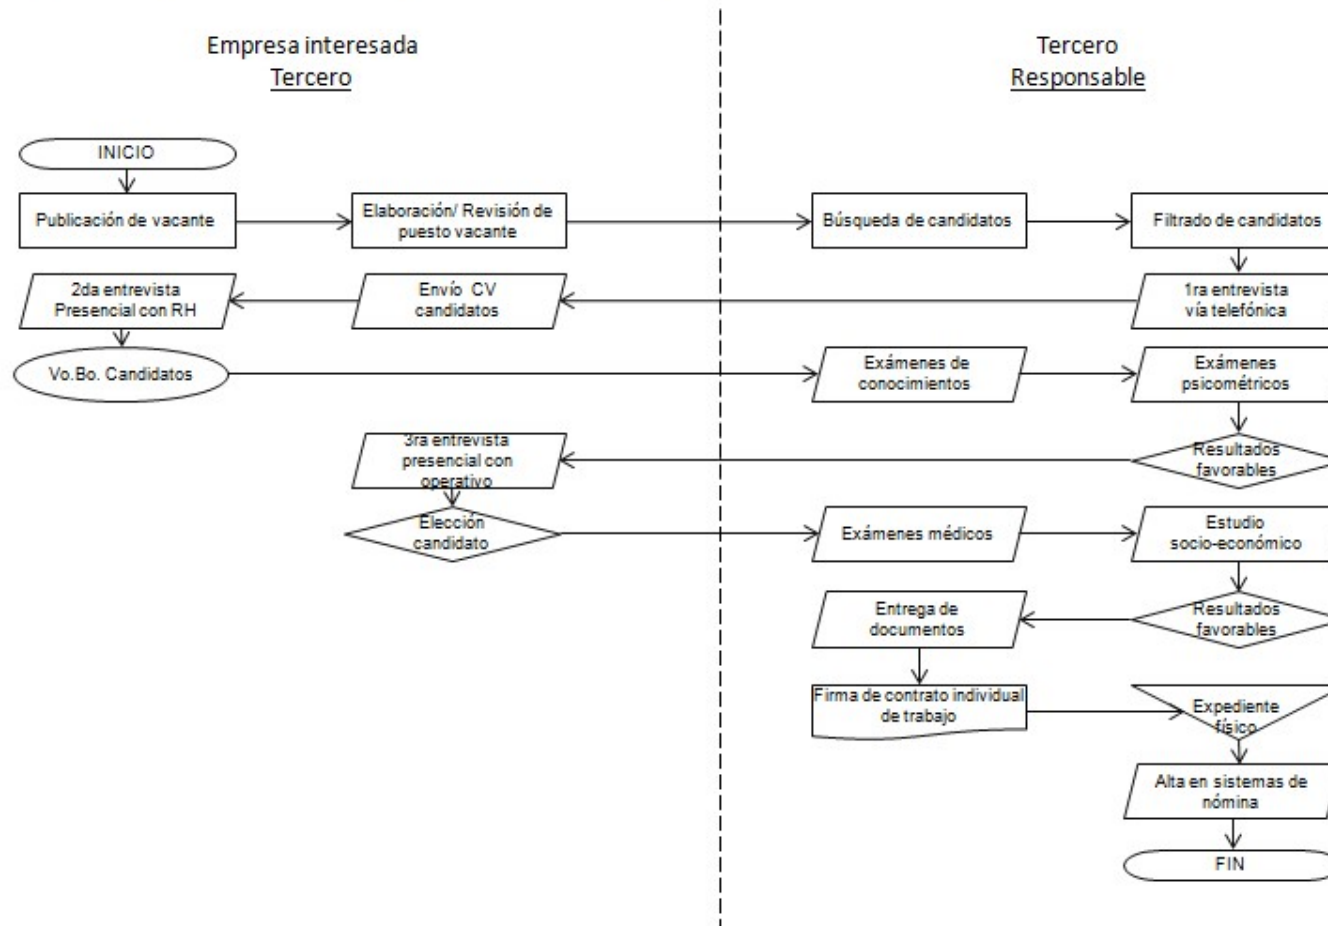 Empresa interesada
Tercero
Tercero
Responsable
INICIO
Publicación de vacante
Elaboración/ Revisión de
puesto vacante
Búsqueda de candidatos
Filtrado de candidatos
2da entrevista
Presencial con RH
Envío CV
candidatos
1ra entrevista
vía telefónica
Vo.Bo. Candidatos
Exámenes de
conocimientos
Exámenes
psicométricos
3ra entrevista
presencial con
operativo
Resultados
favorables
Elección
candidato
Exámenes médicos
Estudio
socio-económico
Entrega de
documentos
Resultados
favorables
Firma de contrato individual
de trabajo
Expediente
físico
Alta en sistemas de
nómina
FIN